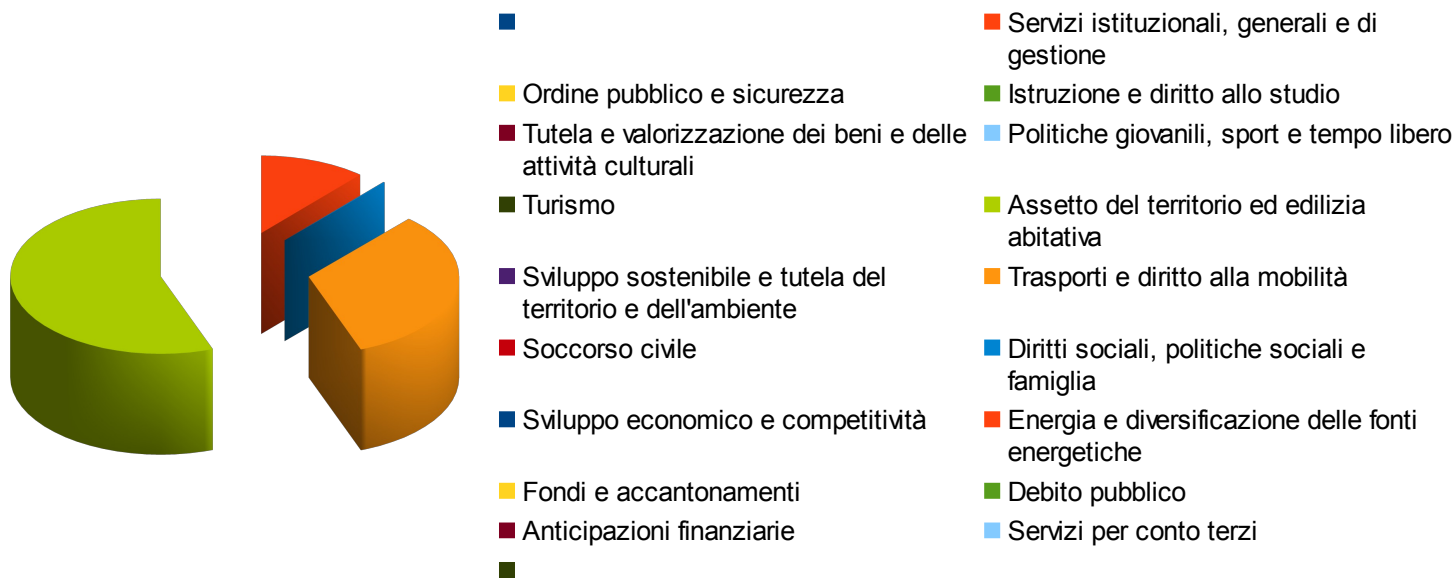 Servizi istituzionali, generali e di
gestione
Ordine pubblico e sicurezza
Istruzione e diritto allo studio
Tutela e valorizzazione dei beni e delle
attività culturali
Politiche giovanili, sport e tempo libero
Turismo
Assetto del territorio ed edilizia
abitativa
Sviluppo sostenibile e tutela del
territorio e dell'ambiente
Trasporti e diritto alla mobilità
Soccorso civile
Diritti sociali, politiche sociali e
famiglia
Sviluppo economico e competitività
Energia e diversificazione delle fonti
energetiche
Fondi e accantonamenti
Debito pubblico
Anticipazioni finanziarie
Servizi per conto terzi